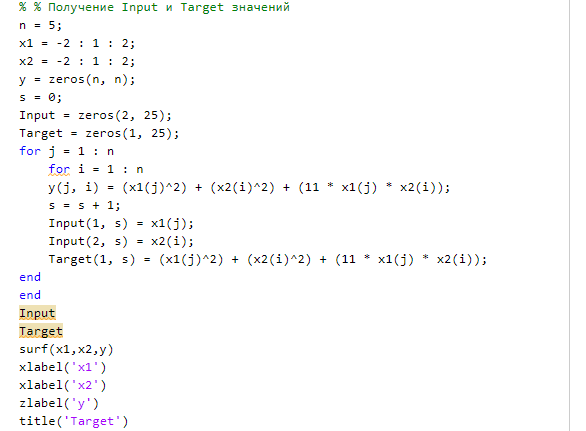 % % Получение Input и Target значений
n = 5;
x1 = -2 : 1 : 2;
x2 = -2 : 1 : 2;
y = zeros(n, n);
s = 0;
Input = zeros(2, 25);
Target = zeros(1, 25);
for j = 1 : n
    for i = 1 : n
    y(j, i) = (x1(j)^2) + (x2(i)^2) + (11 * x1(j) * x2(i));
    s = s + 1;
    Input(1, s) = x1(j);
    Input(2, s) = x2(i);
    Target(1, s) = (x1(j)^2) + (x2(i)^2) + (11 * x1(j) * x2(i));
end
end
Input
Target
surf(x1,x2,y)
xlabel('x1')
xlabel('x2')
zlabel('y')
title('Target')